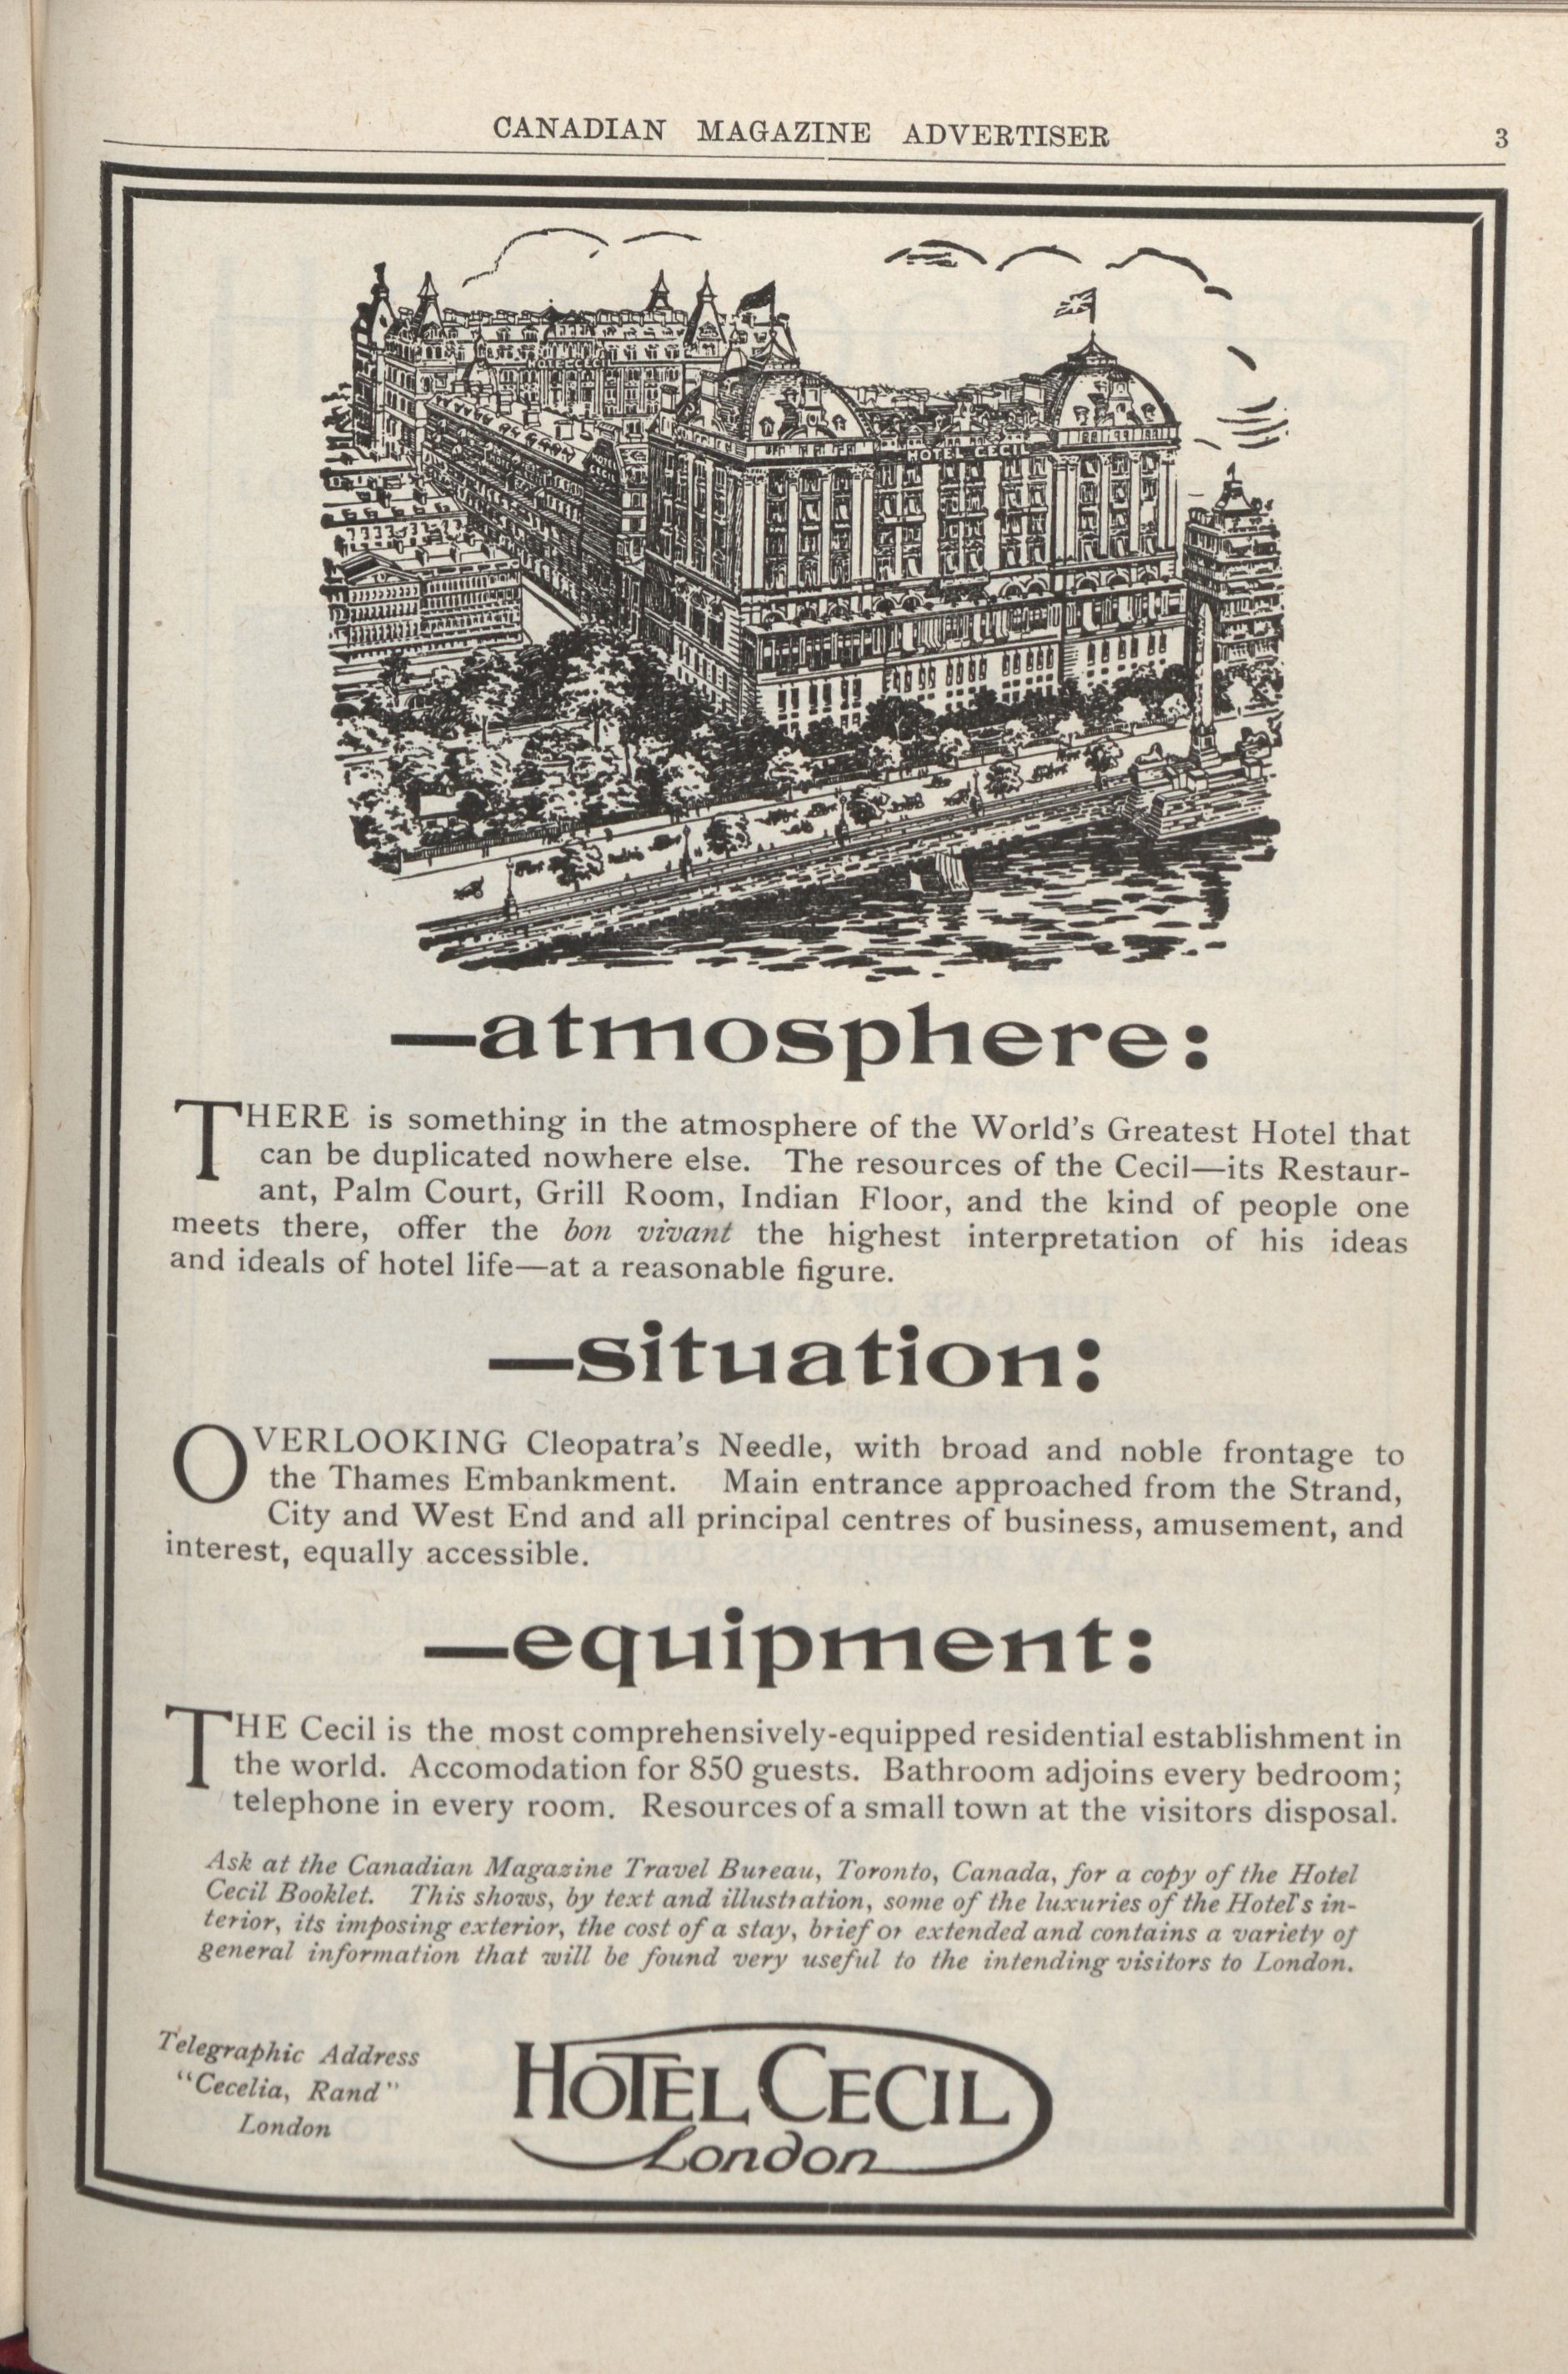 CANADIAN MAGAZINE ADVERTISER 3
HOTEL CECIL
HOTEL CECIL
—atmosphere:
THERE is something in the atmosphere of the World's Greatest Hotel that
can be duplicated nowhere else. The resources of the Cecil—its Restaur-
ant, Palm Court, Grill Room, Indian Floor, and the kind of people one
meets there, offer the bon vivant the highest interpretation of his ideas
and ideals of hotel life—at a reasonable figure.
—situation:
OVERLOOKING Cleopatra's Needle, with broad and noble frontage to
the Thames Embankment. Main entrance approached from the Strand,
City and West End and all principal centres of business, amusement, and
interest, equally accessible.
—equipment:
THE Cecil is the most comprehensively-equipped residential establishment in
the world. Accomodation for 850 guests. Bathroom adjoins every bedroom;
telephone in every room. Resources of a small town at the visitors disposal.
Ask at the Canadian Magazine Travel Bureau, Toronto, Canada, for a copy of the Hotel
Cecil Booklet. This shows, by text and illustration, some of the luxuries of the Hotel's in-
terior, its imposing exterior, the cost of a stay, brief or extended and contains a variety of
general information that will be found very useful to the intending visitors to London.
Telegraphic Address
"Cecelia, Rand"
London
HOTEL CECIL
London